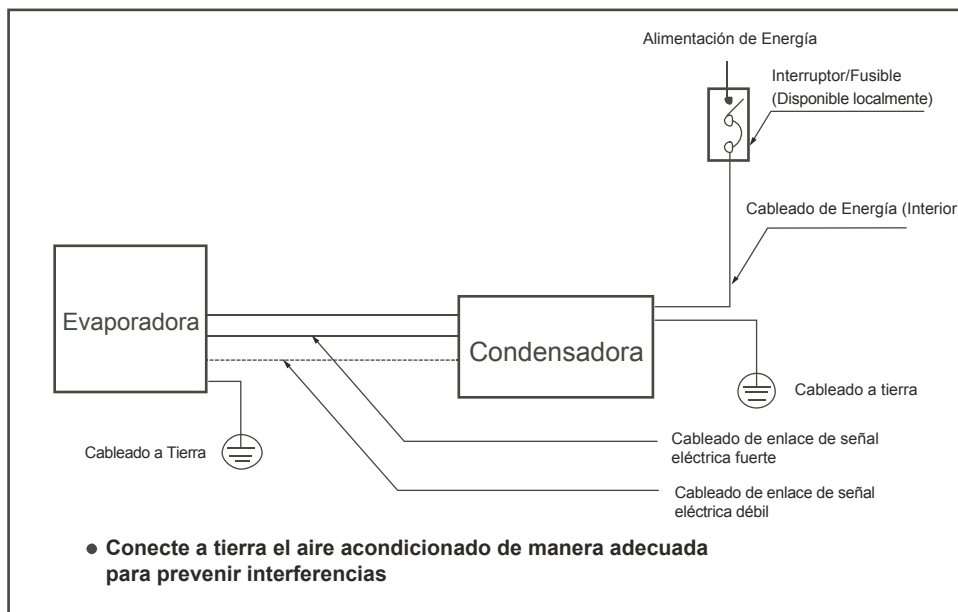 Alimentación de Energía
Interruptor/Fusible
(Disponible localmente)
Cableado de Energía (Interior
Evaporadora
Condensadora
Cableado a tierra
Cableado a Tierra
Cableado de enlace de señal
eléctrica fuerte
Cableado de enlace de señal
eléctrica débil
● Conecte a tierra el aire acondicionado de manera adecuada
para prevenir interferencias